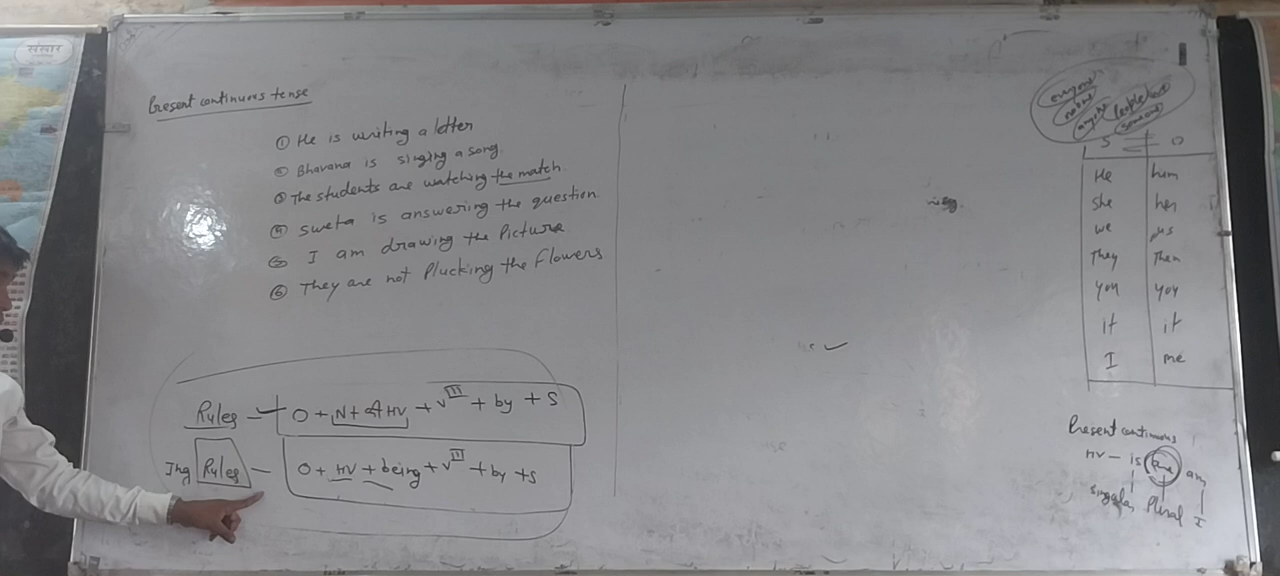 संसार
Present continuous tense
① He is writing a letter
② Bhavana is singing a song.
③ The students are watching the match.
④ Sweta is answering the question.
⑤ I am drawing the Picture
⑥ They are not Plucking the Flowers
Rules - O + N + A HV + V III + by + S
Ing Rules - O + HV + being + V III + by + S
everyone
People
someone
S O
He him
she her
we us
They Them
you you
it it
I me
Present continuous
HV - is are am
singular Plural I